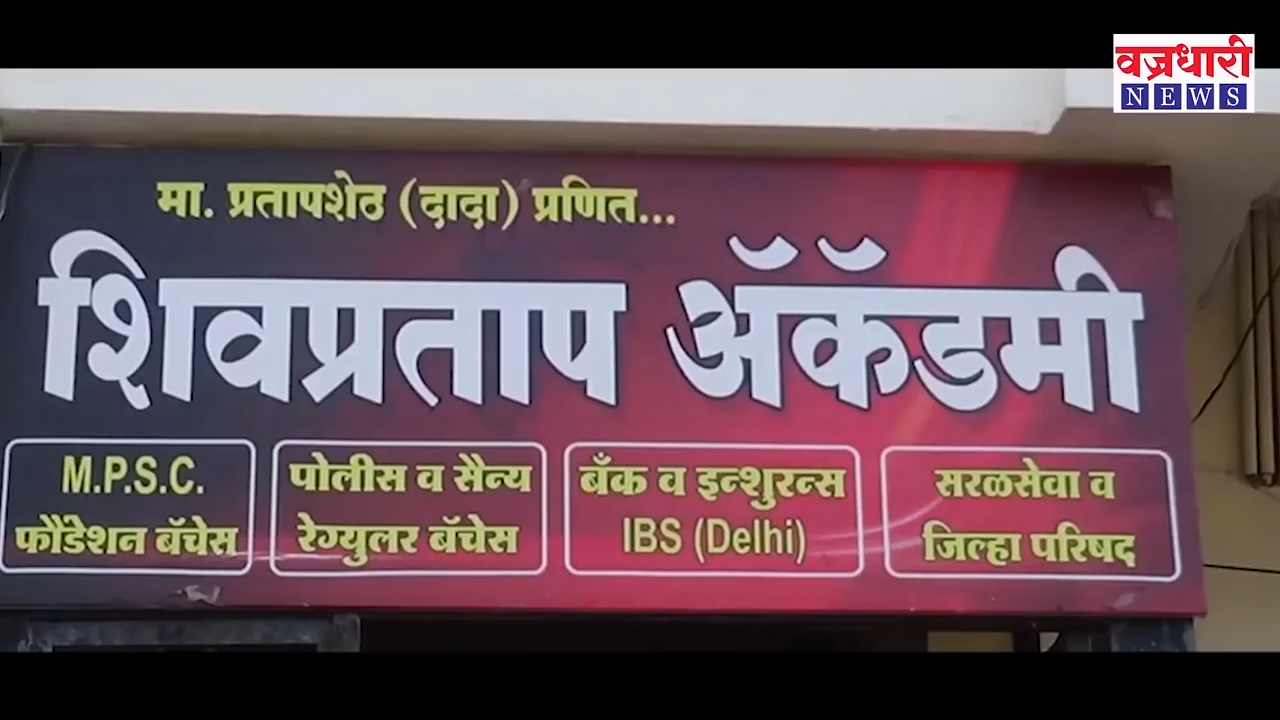 वज्रधारी
NEWS
मा. प्रतापशेठ (दादा) प्रणित...
शिवप्रताप ॲकॅडमी
M.P.S.C.
फौंडेशन बॅचेस
पोलीस व सैन्य
रेग्युलर बॅचेस
बँक व इन्शुरन्स
IBS (Delhi)
सरळसेवा व
जिल्हा परिषद